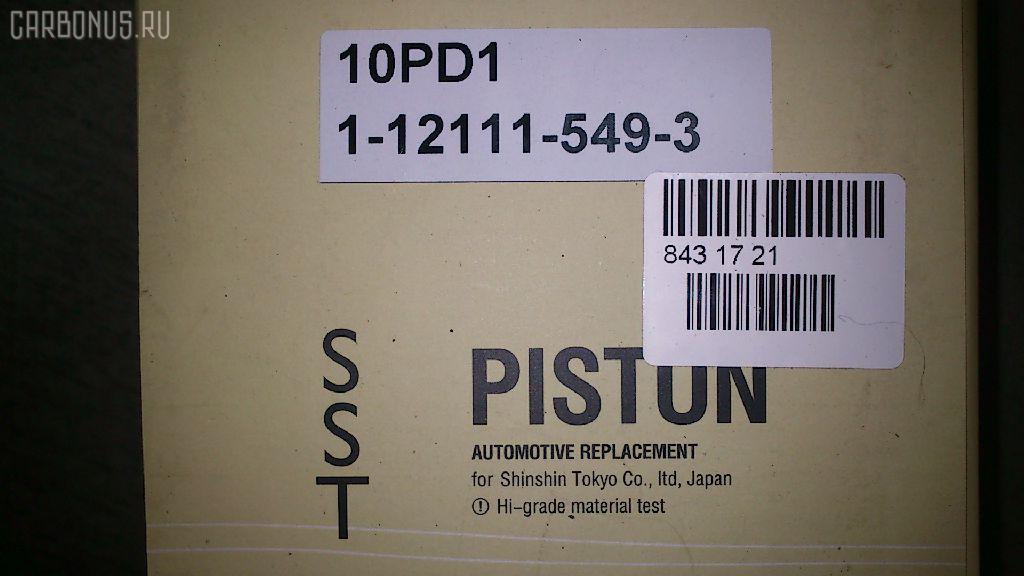 CARBONUS.RU
10PD1
1-12111-549-3
843 17 21
SST
PISTON
AUTOMOTIVE REPLACEMENT
for Shinshin Tokyo Co., ltd, Japan
! Hi-grade material test